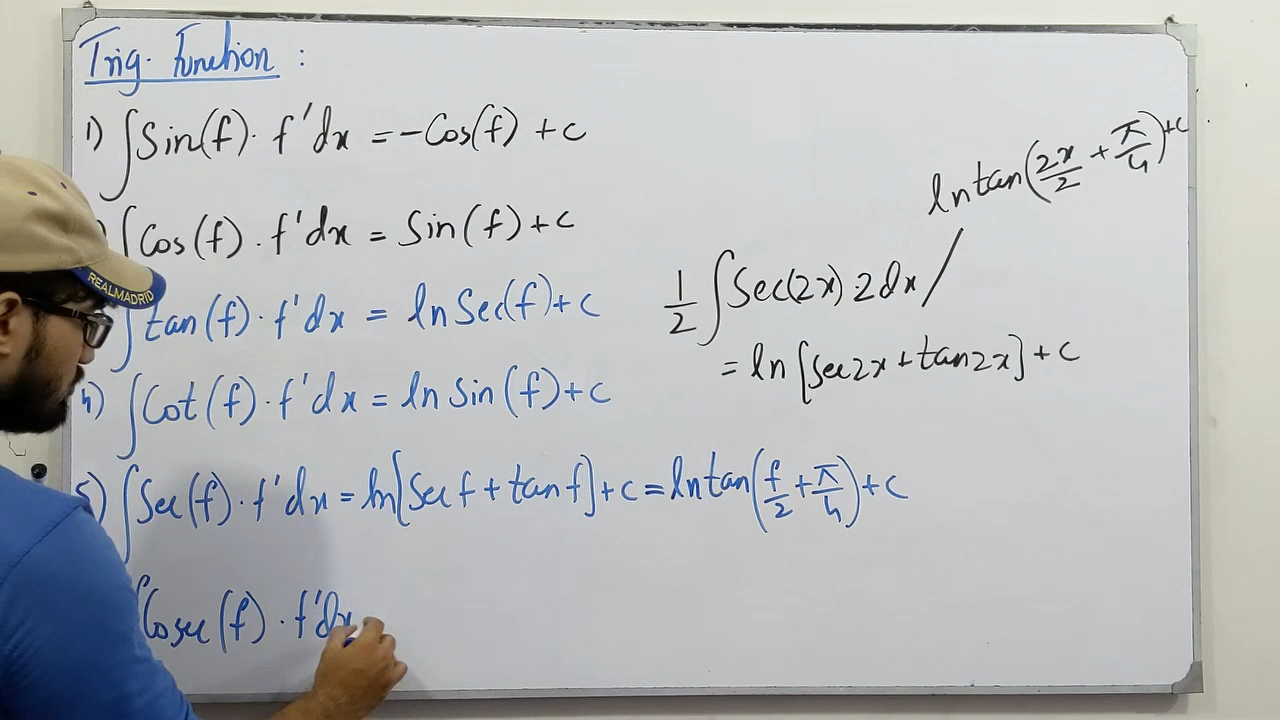 Trig. Function :
1) ∫Sin(f)· f'dx = -Cos(f) + c
) ∫Cos(f) · f'dx = Sin(f)+c
∫tan(f)· f'dx = ln Sec(f)+c
4) ∫Cot(f)· f'dx = ln Sin(f)+c
5) ∫Sec(f)· f'dx = ln[Sec f + tan f]+c = ln tan(f/2 + π/4)+c
∫Cosec(f) · f'dx
ln tan(2x/2 + π/4)+c
1/2 ∫Sec(2x)·2dx /
= ln[Sec2x + tan2x]+c
REALMADRID